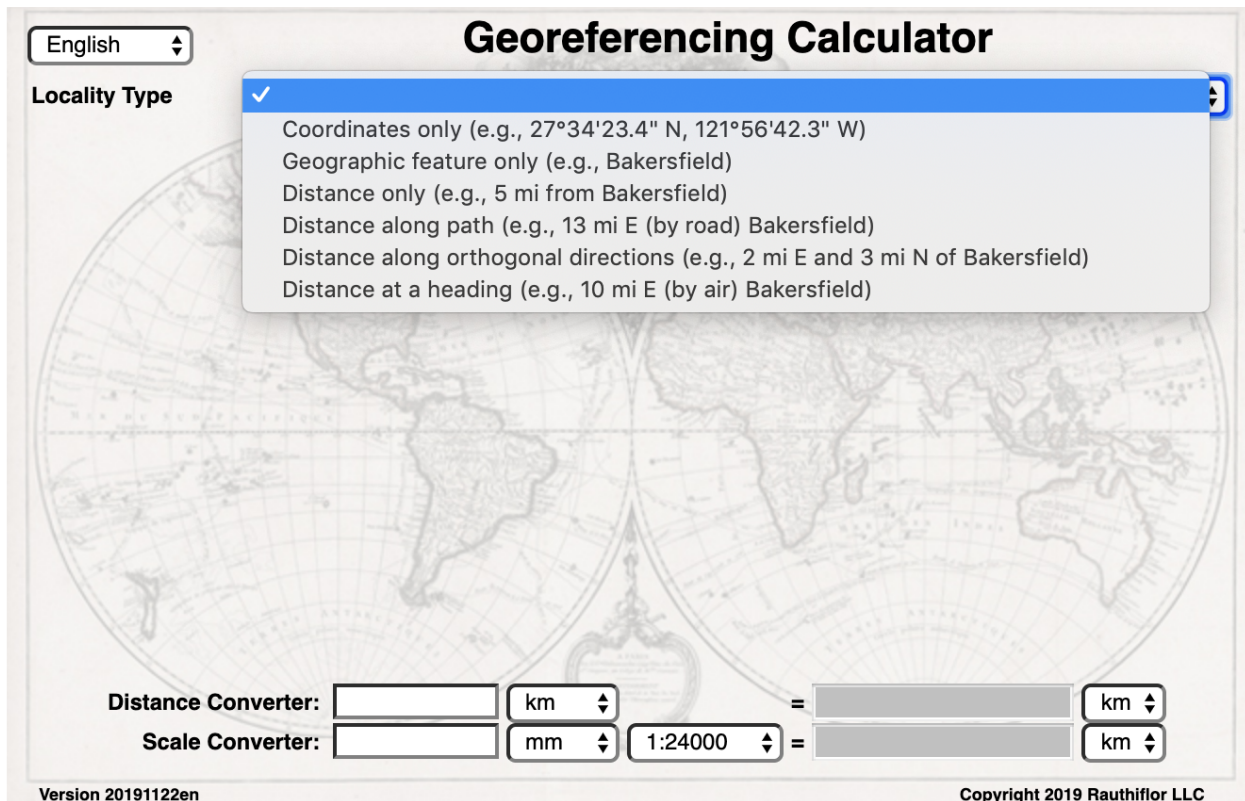 English
Georeferencing Calculator
Locality Type
Coordinates only (e.g., 27°34'23.4" N, 121°56'42.3" W)
Geographic feature only (e.g., Bakersfield)
Distance only (e.g., 5 mi from Bakersfield)
Distance along path (e.g., 13 mi E (by road) Bakersfield)
Distance along orthogonal directions (e.g., 2 mi E and 3 mi N of Bakersfield)
Distance at a heading (e.g., 10 mi E (by air) Bakersfield)
Distance Converter: km = km
Scale Converter: mm 1:24000 = km
Version 20191122en Copyright 2019 Rauthiflor LLC